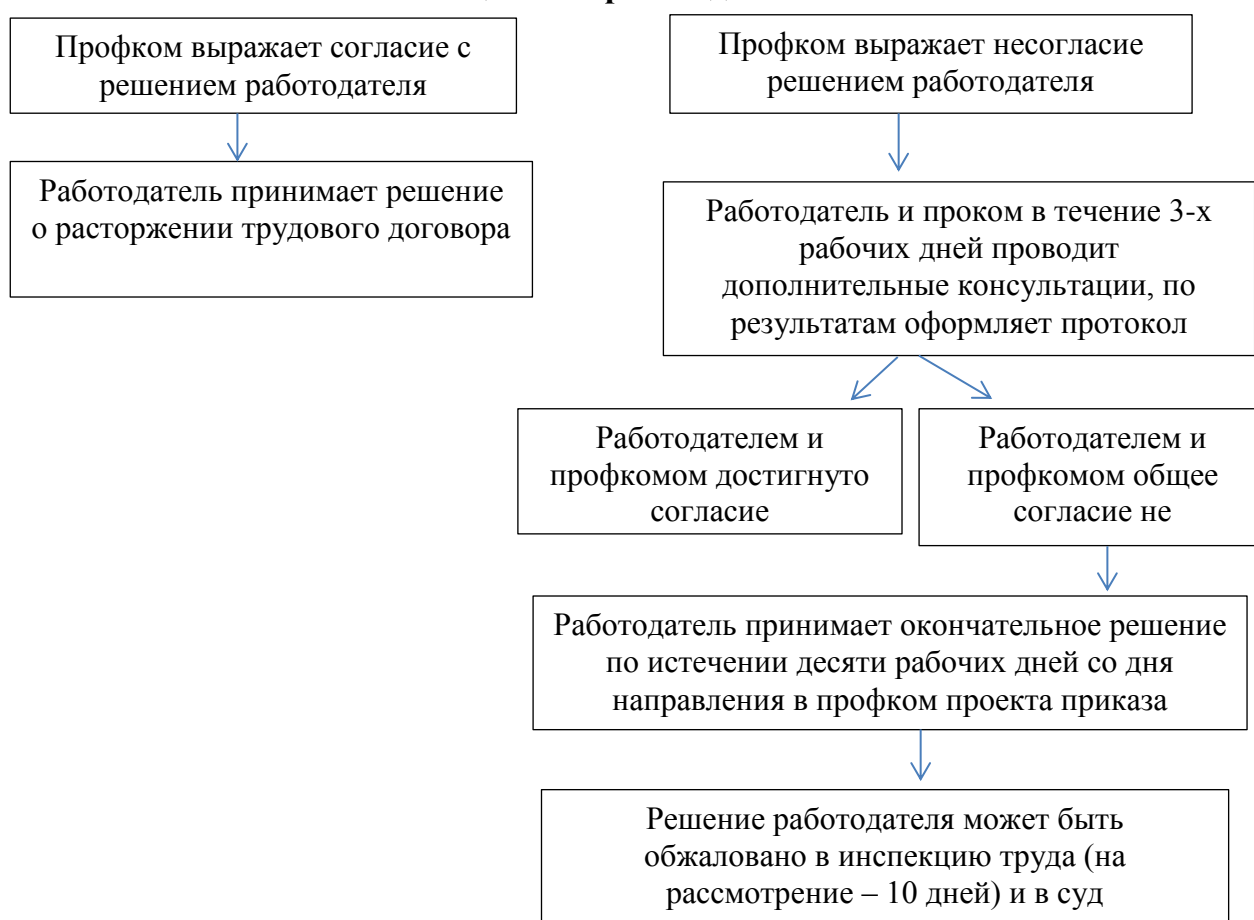 Профком выражает согласие с
решением работодателя
Профком выражает несогласие
решением работодателя
Работодатель принимает решение
о расторжении трудового договора
Работодатель и проком в течение 3-х
рабочих дней проводит
дополнительные консультации, по
результатам оформляет протокол
Работодателем и
профкомом достигнуто
согласие
Работодателем и
профкомом общее
согласие не
Работодатель принимает окончательное решение
по истечении десяти рабочих дней со дня
направления в профком проекта приказа
Решение работодателя может быть
обжаловано в инспекцию труда (на
рассмотрение – 10 дней) и в суд